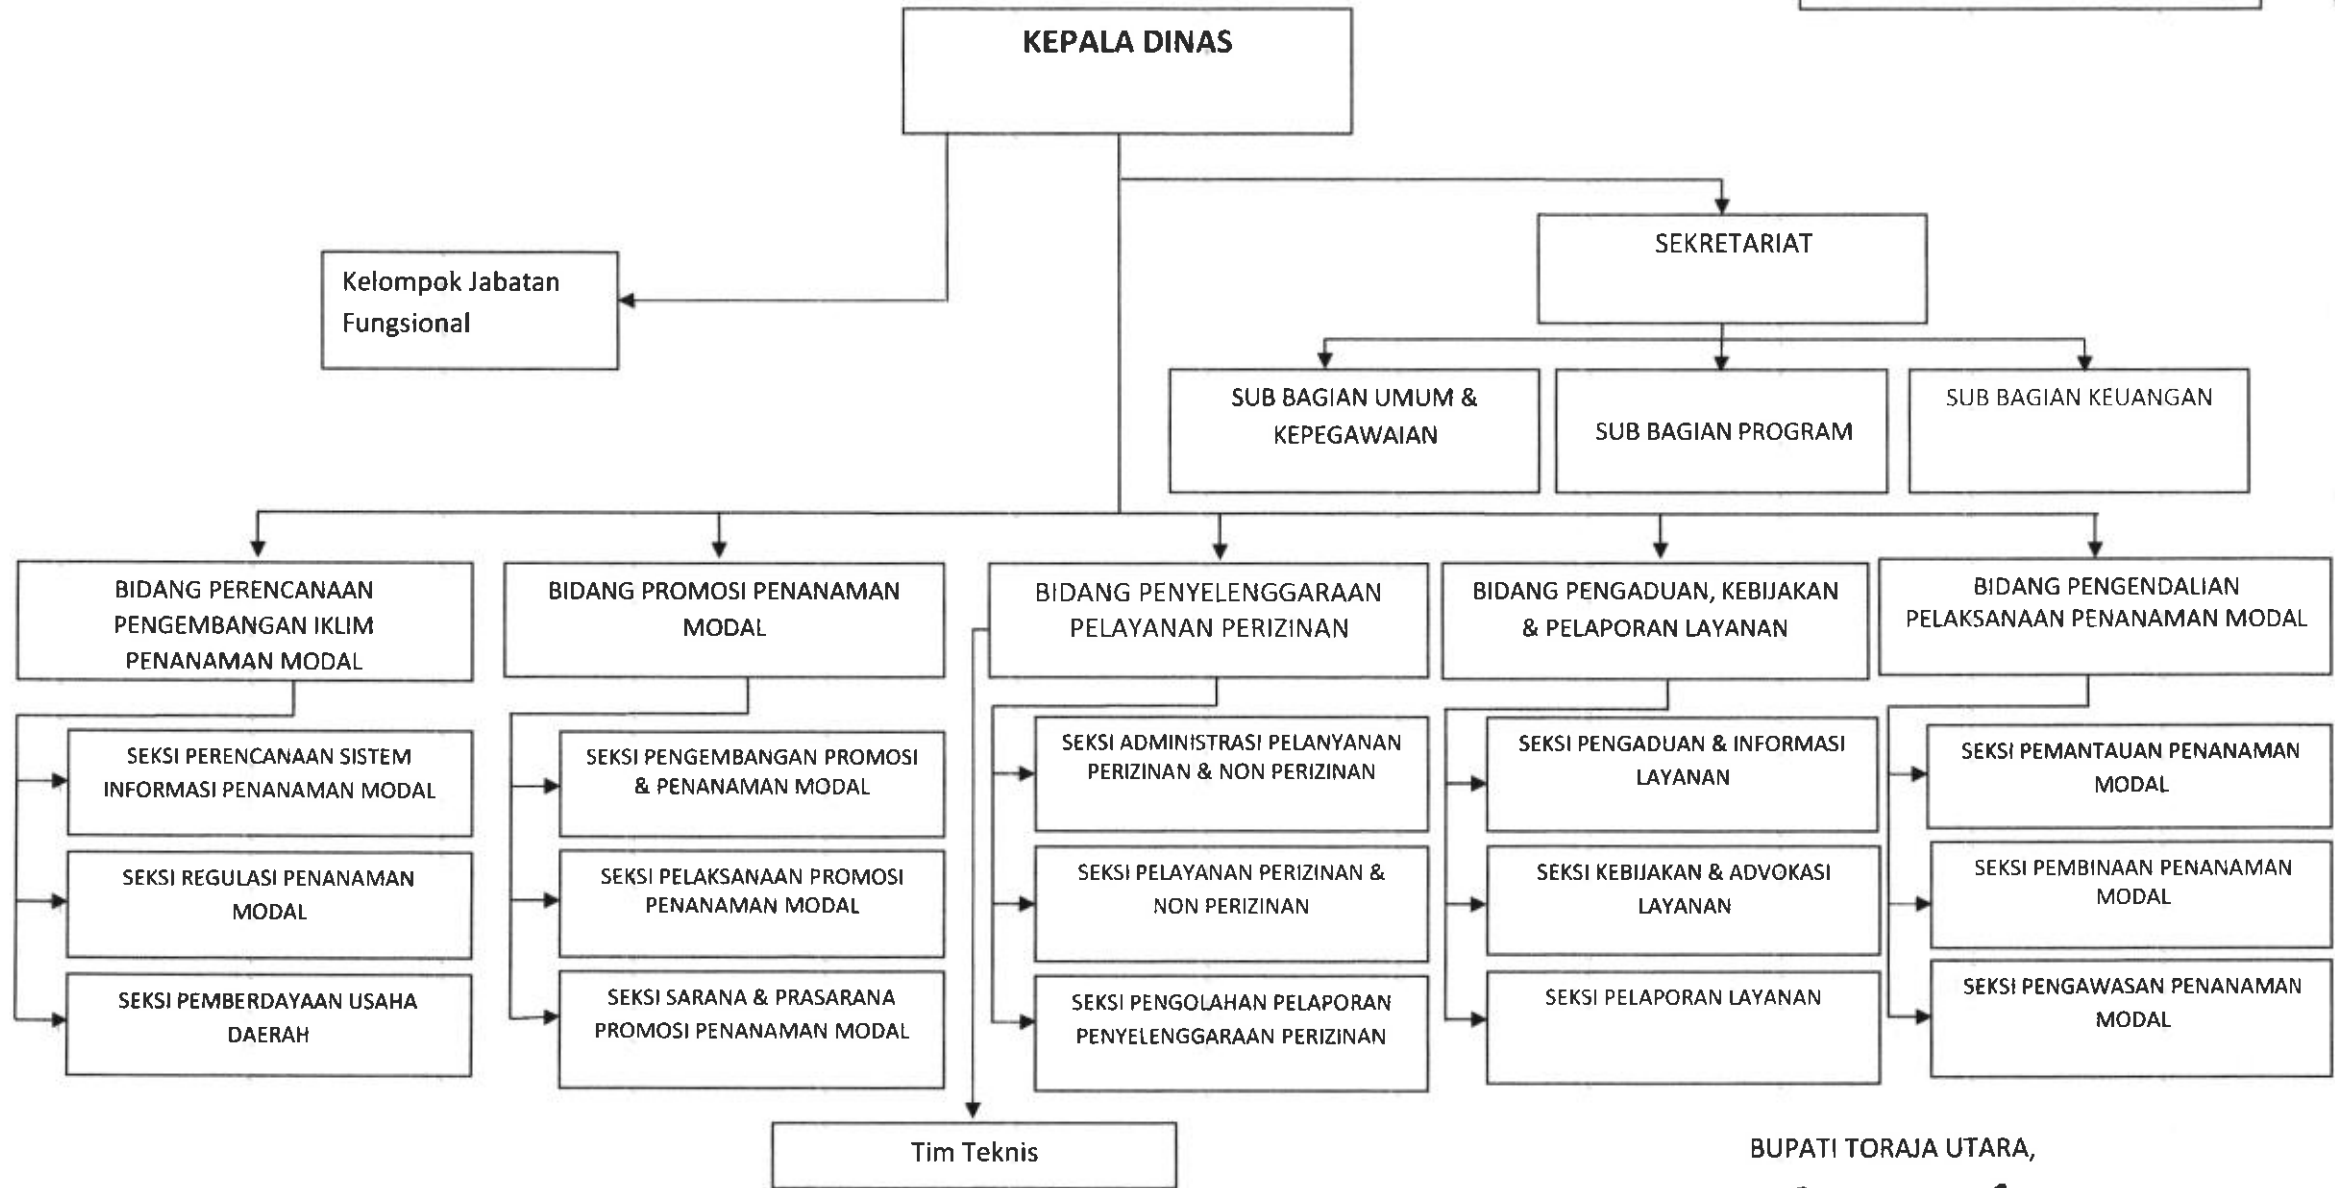 KEPALA DINAS
SEKRETARIAT
Kelompok Jabatan
Fungsional
SUB BAGIAN UMUM &
KEPEGAWAIAN
SUB BAGIAN PROGRAM
SUB BAGIAN KEUANGAN
BIDANG PERENCANAAN
PENGEMBANGAN IKLIM
PENANAMAN MODAL
BIDANG PROMOSI PENANAMAN
MODAL
BIDANG PENYELENGGARAAN
PELAYANAN PERIZINAN
BIDANG PENGADUAN, KEBIJAKAN
& PELAPORAN LAYANAN
BIDANG PENGENDALIAN
PELAKSANAAN PENANAMAN MODAL
SEKSI PERENCANAAN SISTEM
INFORMASI PENANAMAN MODAL
SEKSI PENGEMBANGAN PROMOSI
& PENANAMAN MODAL
SEKSI ADMINISTRASI PELANYANAN
PERIZINAN & NON PERIZINAN
SEKSI PENGADUAN & INFORMASI
LAYANAN
SEKSI PEMANTAUAN PENANAMAN
MODAL
SEKSI REGULASI PENANAMAN
MODAL
SEKSI PELAKSANAAN PROMOSI
PENANAMAN MODAL
SEKSI PELAYANAN PERIZINAN &
NON PERIZINAN
SEKSI KEBIJAKAN & ADVOKASI
LAYANAN
SEKSI PEMBINAAN PENANAMAN
MODAL
SEKSI PEMBERDAYAAN USAHA
DAERAH
SEKSI SARANA & PRASARANA
PROMOSI PENANAMAN MODAL
SEKSI PENGOLAHAN PELAPORAN
PENYELENGGARAAN PERIZINAN
SEKSI PELAPORAN LAYANAN
SEKSI PENGAWASAN PENANAMAN
MODAL
Tim Teknis
BUPATI TORAJA UTARA,